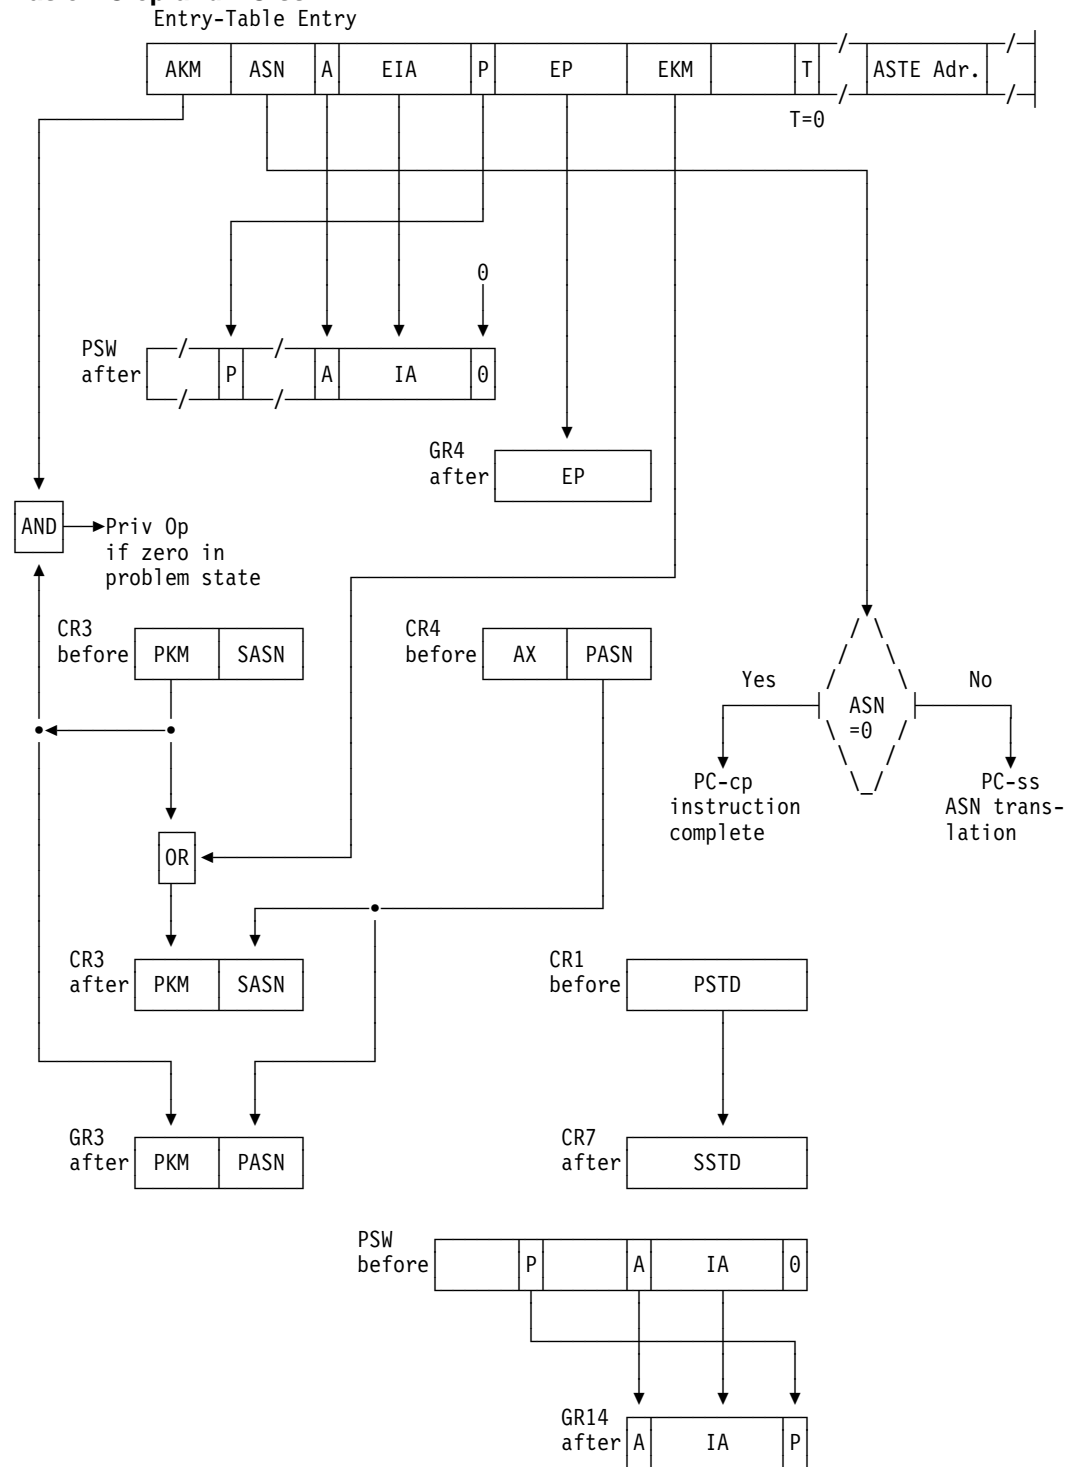 Entry-Table Entry
AKM ASN A EIA P EP EKM T ASTE Adr.
T=0
0
PSW
after P A IA 0
GR4
after EP
AND Priv Op
if zero in
problem state
CR3
before PKM SASN
CR4
before AX PASN
Yes
No
ASN
=0
PC-cp
instruction
complete
PC-ss
ASN trans-
lation
OR
CR3
after PKM SASN
CR1
before PSTD
GR3
after PKM PASN
CR7
after SSTD
PSW
before P A IA 0
GR14
after A IA P